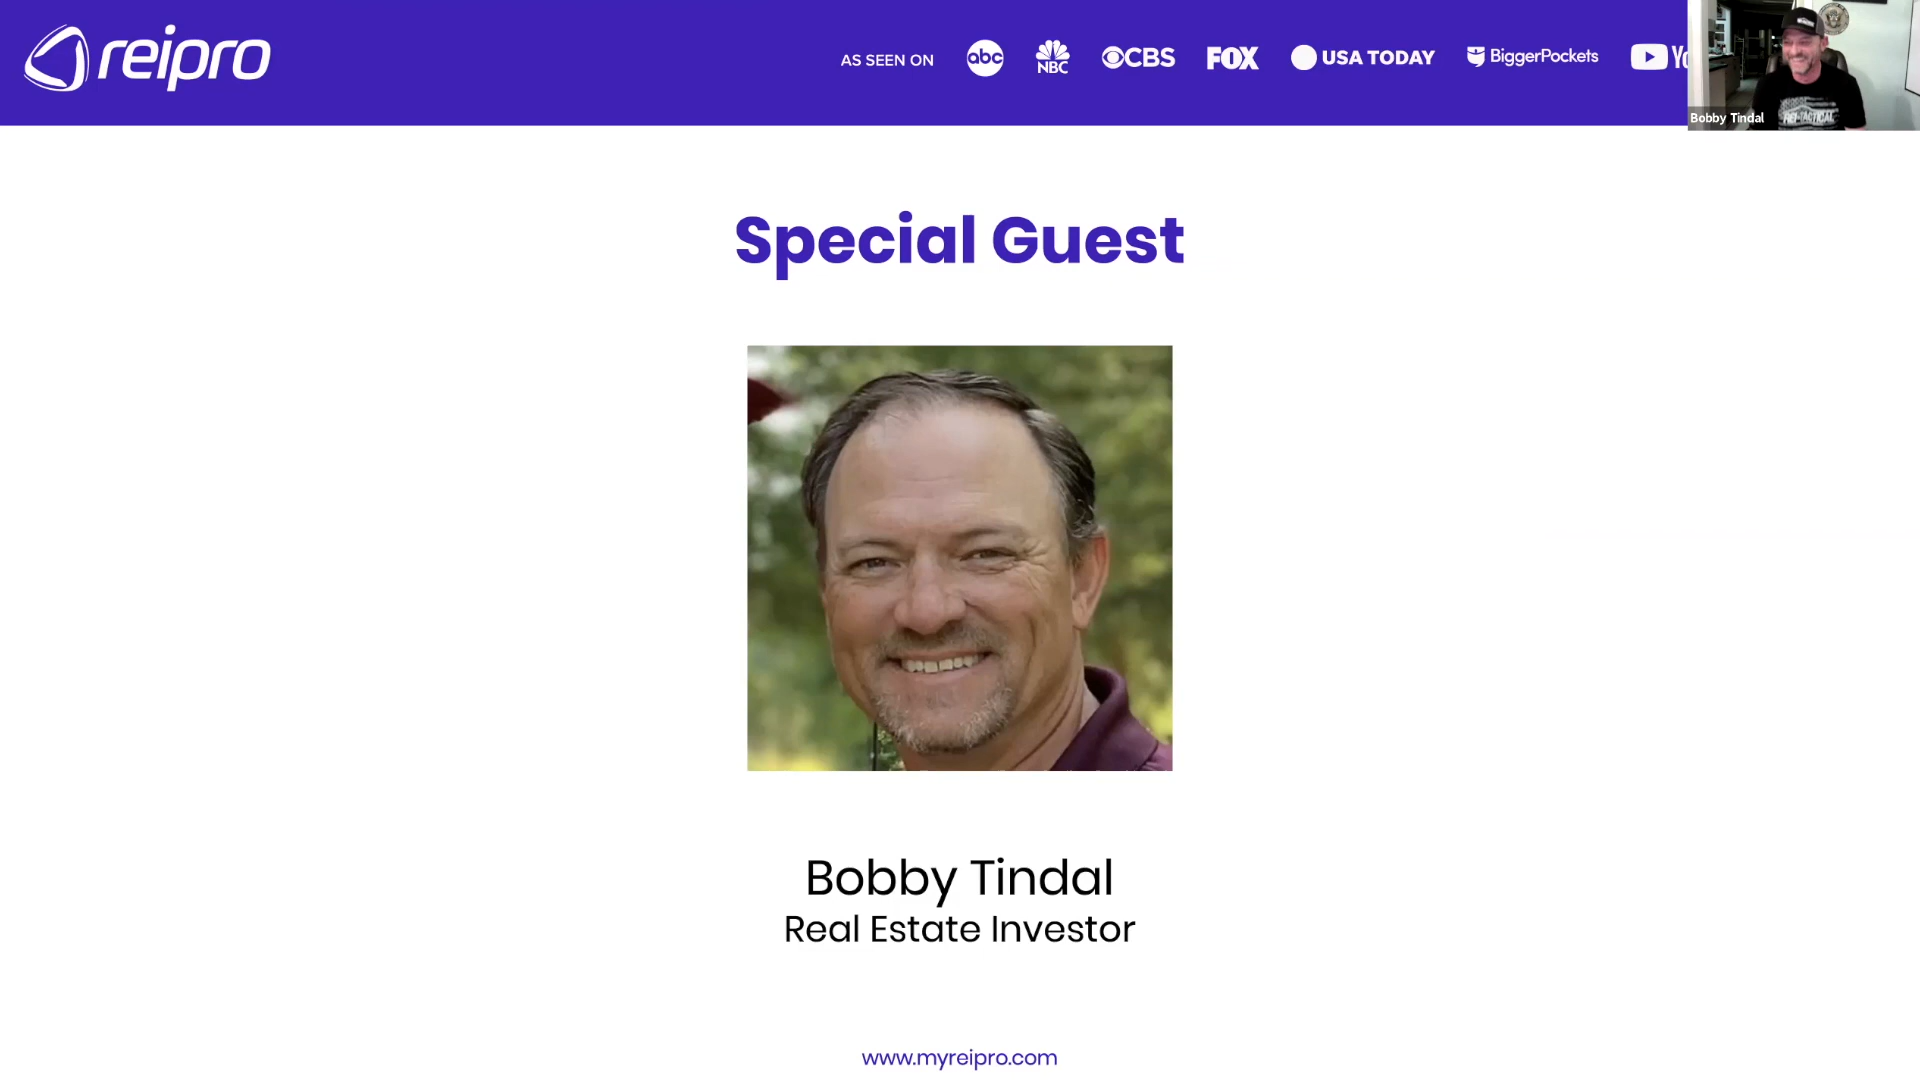 reipro
AS SEEN ON
abc
NBC
CBS
FOX
USA TODAY
BiggerPockets
Bobby Tindal
Special Guest
Bobby Tindal
Real Estate Investor
www.myreipro.com